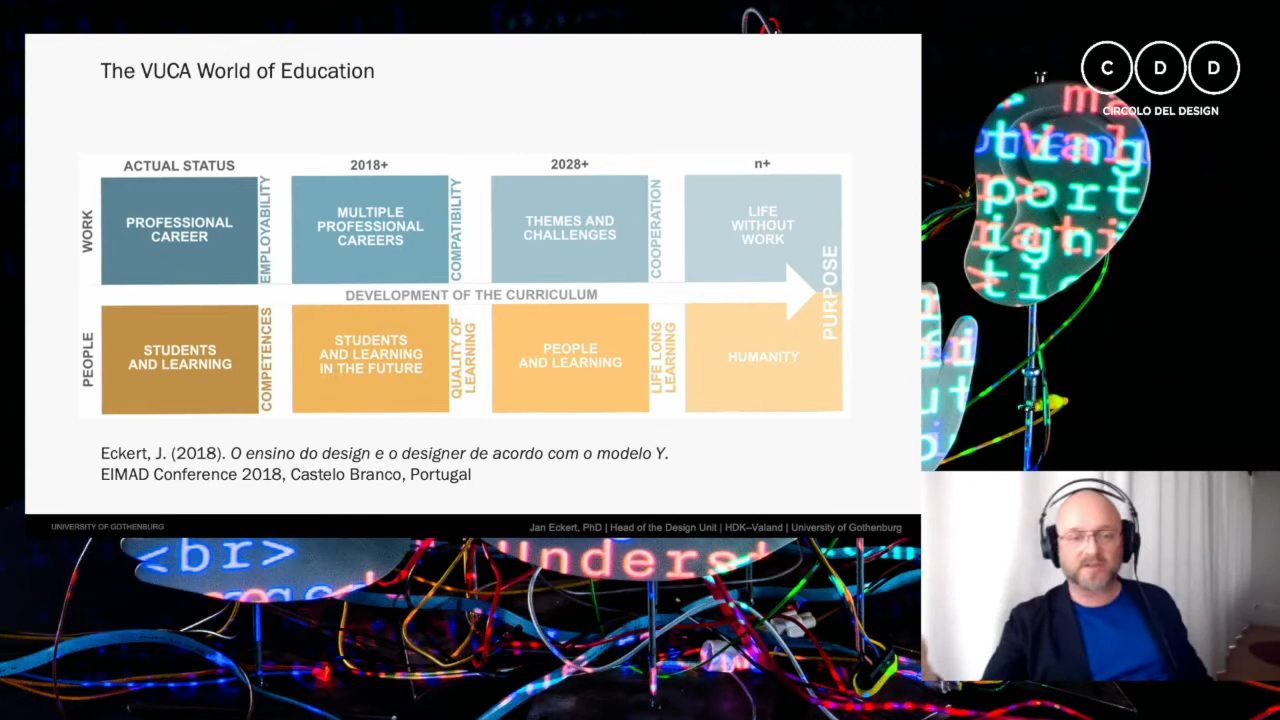 The VUCA World of Education
ACTUAL STATUS
2018+
2028+
n+
WORK
PROFESSIONAL
CAREER
EMPLOYABILITY
MULTIPLE
PROFESSIONAL
CAREERS
COMPATIBILITY
THEMES AND
CHALLENGES
COOPERATION
LIFE
WITHOUT
WORK
DEVELOPMENT OF THE CURRICULUM
PURPOSE
PEOPLE
STUDENTS
AND LEARNING
COMPETENCES
STUDENTS
AND LEARNING
IN THE FUTURE
QUALITY OF
LEARNING
PEOPLE
AND LEARNING
LIFE LONG
LEARNING
HUMANITY
Eckert, J. (2018). O ensino do design e o designer de acordo com o modelo Y.
EIMAD Conference 2018, Castelo Branco, Portugal
UNIVERSITY OF GOTHENBURG
Jan Eckert, PhD | Head of the Design Unit | HDK–Valand | University of Gothenburg
C D D
CIRCOLO DEL DESIGN
ting
port
<br>
Underst